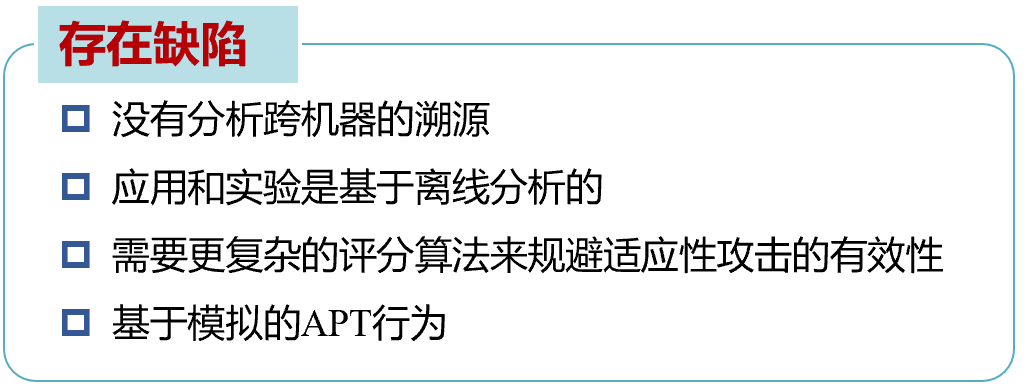 存在缺陷
没有分析跨机器的溯源
应用和实验是基于离线分析的
需要更复杂的评分算法来规避适应性攻击的有效性
基于模拟的APT行为